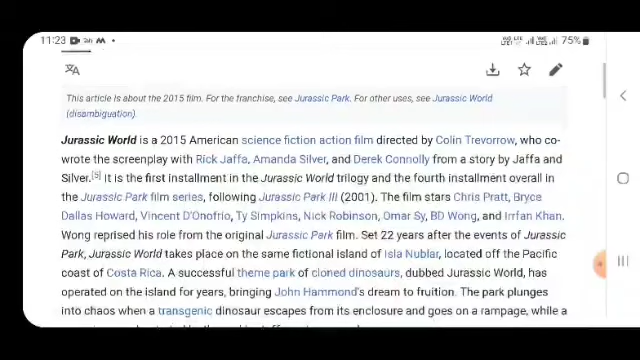 11:23
75%
This article is about the 2015 film. For the franchise, see Jurassic Park. For other uses, see Jurassic World
(disambiguation).
Jurassic World is a 2015 American science fiction action film directed by Colin Trevorrow, who co-
wrote the screenplay with Rick Jaffa, Amanda Silver, and Derek Connolly from a story by Jaffa and
Silver.[5] It is the first installment in the Jurassic World trilogy and the fourth installment overall in
the Jurassic Park film series, following Jurassic Park III (2001). The film stars Chris Pratt, Bryce
Dallas Howard, Vincent D'Onofrio, Ty Simpkins, Nick Robinson, Omar Sy, BD Wong, and Irrfan Khan.
Wong reprised his role from the original Jurassic Park film. Set 22 years after the events of Jurassic
Park, Jurassic World takes place on the same fictional island of Isla Nublar, located off the Pacific
coast of Costa Rica. A successful theme park of cloned dinosaurs, dubbed Jurassic World, has
operated on the island for years, bringing John Hammond's dream to fruition. The park plunges
into chaos when a transgenic dinosaur escapes from its enclosure and goes on a rampage, while a